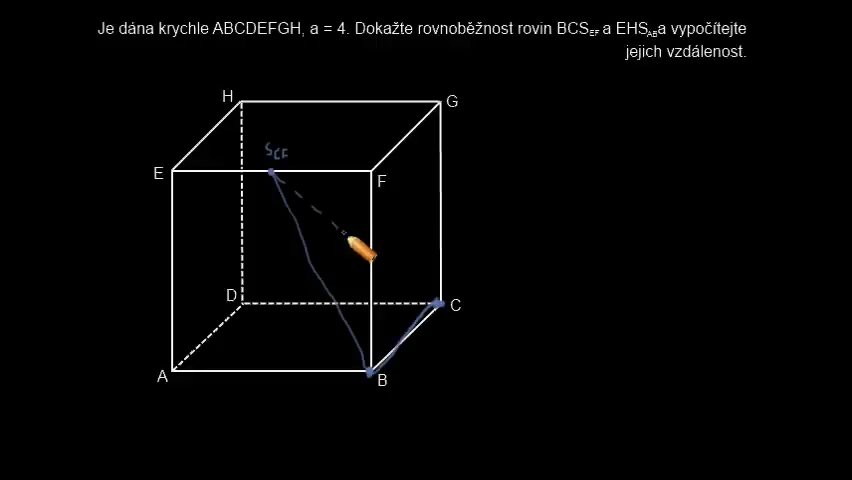 Je dána krychle ABCDEFGH, a = 4. Dokažte rovnoběžnost rovin BCS_EF a EHS_AB a vypočítejte
jejich vzdálenost.
H
G
S_EF
E
F
D
C
A
B